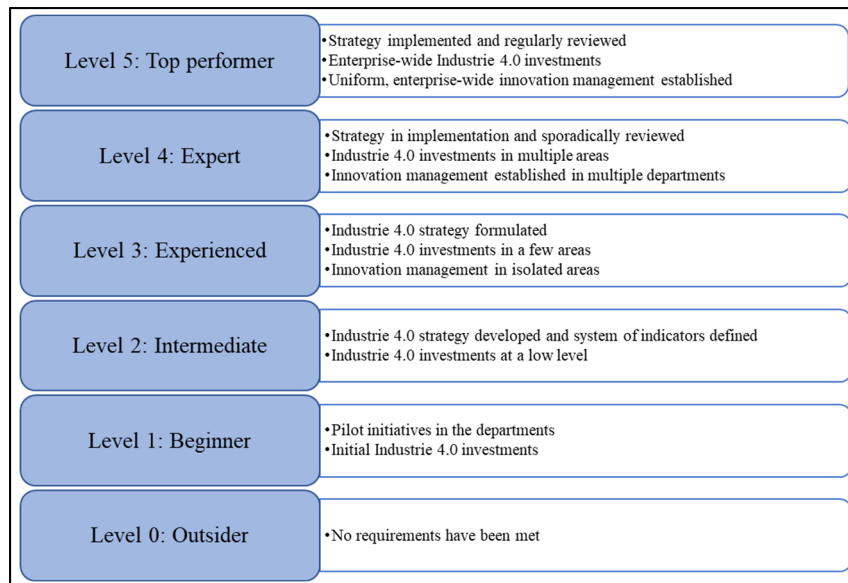 Level 5: Top performer
•Strategy implemented and regularly reviewed
•Enterprise-wide Industrie 4.0 investments
•Uniform, enterprise-wide innovation management established
Level 4: Expert
•Strategy in implementation and sporadically reviewed
•Industrie 4.0 investments in multiple areas
•Innovation management established in multiple departments
Level 3: Experienced
•Industrie 4.0 strategy formulated
•Industrie 4.0 investments in a few areas
•Innovation management in isolated areas
Level 2: Intermediate
•Industrie 4.0 strategy developed and system of indicators defined
•Industrie 4.0 investments at a low level
Level 1: Beginner
•Pilot initiatives in the departments
•Initial Industrie 4.0 investments
Level 0: Outsider
•No requirements have been met